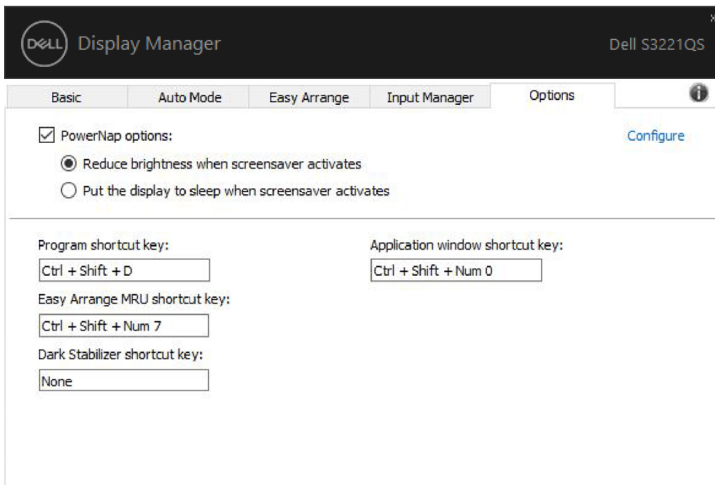 DELL Display Manager
Dell S3221QS
Basic Auto Mode Easy Arrange Input Manager Options
PowerNap options:
Configure
Reduce brightness when screensaver activates
Put the display to sleep when screensaver activates
Program shortcut key:
Application window shortcut key:
Ctrl + Shift + D
Ctrl + Shift + Num 0
Easy Arrange MRU shortcut key:
Ctrl + Shift + Num 7
Dark Stabilizer shortcut key:
None